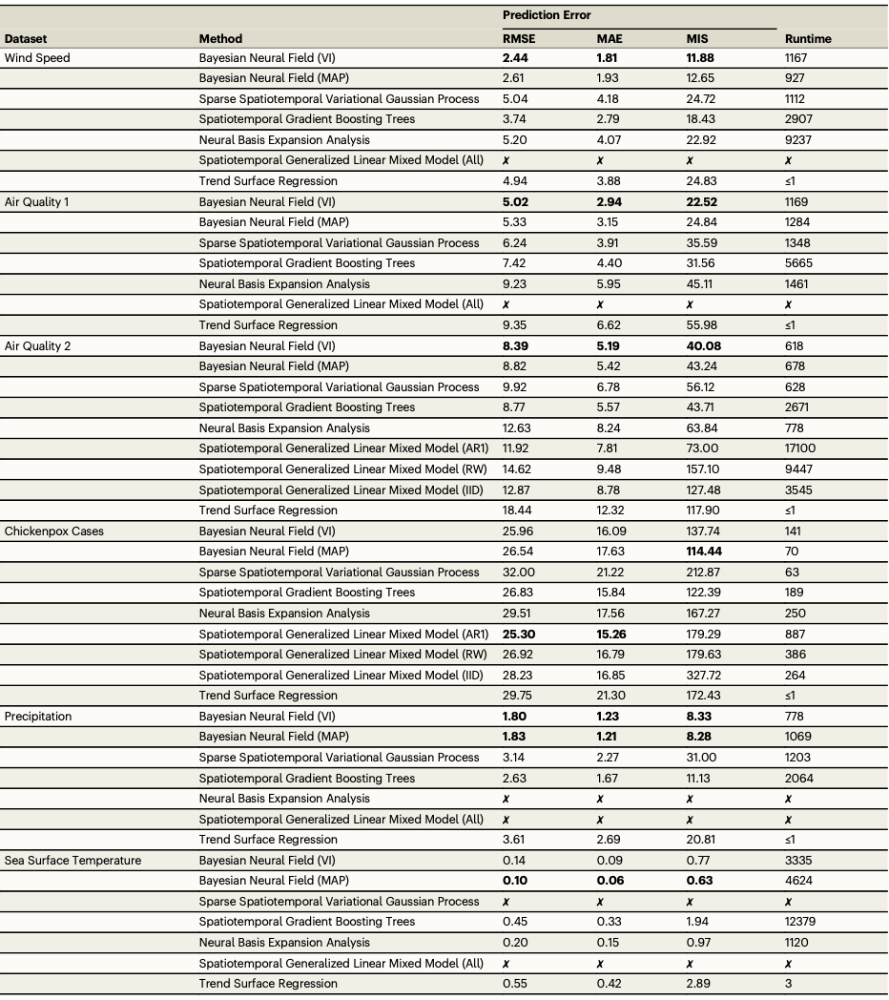 Prediction Error
Dataset Method RMSE MAE MIS Runtime
Wind Speed Bayesian Neural Field (VI) 2.44 1.81 11.88 1167
Bayesian Neural Field (MAP) 2.61 1.93 12.65 927
Sparse Spatiotemporal Variational Gaussian Process 5.04 4.18 24.72 1112
Spatiotemporal Gradient Boosting Trees 3.74 2.79 18.43 2907
Neural Basis Expansion Analysis 5.20 4.07 22.92 9237
Spatiotemporal Generalized Linear Mixed Model (All) ✗ ✗ ✗ ✗
Trend Surface Regression 4.94 3.88 24.83 ≤1
Air Quality 1 Bayesian Neural Field (VI) 5.02 2.94 22.52 1169
Bayesian Neural Field (MAP) 5.33 3.15 24.84 1284
Sparse Spatiotemporal Variational Gaussian Process 6.24 3.91 35.59 1348
Spatiotemporal Gradient Boosting Trees 7.42 4.40 31.56 5665
Neural Basis Expansion Analysis 9.23 5.95 45.11 1461
Spatiotemporal Generalized Linear Mixed Model (All) ✗ ✗ ✗ ✗
Trend Surface Regression 9.35 6.62 55.98 ≤1
Air Quality 2 Bayesian Neural Field (VI) 8.39 5.19 40.08 618
Bayesian Neural Field (MAP) 8.82 5.42 43.24 678
Sparse Spatiotemporal Variational Gaussian Process 9.92 6.78 56.12 628
Spatiotemporal Gradient Boosting Trees 8.77 5.57 43.71 2671
Neural Basis Expansion Analysis 12.63 8.24 63.84 778
Spatiotemporal Generalized Linear Mixed Model (AR1) 11.92 7.81 73.00 17100
Spatiotemporal Generalized Linear Mixed Model (RW) 14.62 9.48 157.10 9447
Spatiotemporal Generalized Linear Mixed Model (IID) 12.87 8.78 127.48 3545
Trend Surface Regression 18.44 12.32 117.90 ≤1
Chickenpox Cases Bayesian Neural Field (VI) 25.96 16.09 137.74 141
Bayesian Neural Field (MAP) 26.54 17.63 114.44 70
Sparse Spatiotemporal Variational Gaussian Process 32.00 21.22 212.87 63
Spatiotemporal Gradient Boosting Trees 26.83 15.84 122.39 189
Neural Basis Expansion Analysis 29.51 17.56 167.27 250
Spatiotemporal Generalized Linear Mixed Model (AR1) 25.30 15.26 179.29 887
Spatiotemporal Generalized Linear Mixed Model (RW) 26.92 16.79 179.63 386
Spatiotemporal Generalized Linear Mixed Model (IID) 28.23 16.85 327.72 264
Trend Surface Regression 29.75 21.30 172.43 ≤1
Precipitation Bayesian Neural Field (VI) 1.80 1.23 8.33 778
Bayesian Neural Field (MAP) 1.83 1.21 8.28 1069
Sparse Spatiotemporal Variational Gaussian Process 3.14 2.27 31.00 1203
Spatiotemporal Gradient Boosting Trees 2.63 1.67 11.13 2064
Neural Basis Expansion Analysis ✗ ✗ ✗ ✗
Spatiotemporal Generalized Linear Mixed Model (All) ✗ ✗ ✗ ✗
Trend Surface Regression 3.61 2.69 20.81 ≤1
Sea Surface Temperature Bayesian Neural Field (VI) 0.14 0.09 0.77 3335
Bayesian Neural Field (MAP) 0.10 0.06 0.63 4624
Sparse Spatiotemporal Variational Gaussian Process ✗ ✗ ✗ ✗
Spatiotemporal Gradient Boosting Trees 0.45 0.33 1.94 12379
Neural Basis Expansion Analysis 0.20 0.15 0.97 1120
Spatiotemporal Generalized Linear Mixed Model (All) ✗ ✗ ✗ ✗
Trend Surface Regression 0.55 0.42 2.89 3